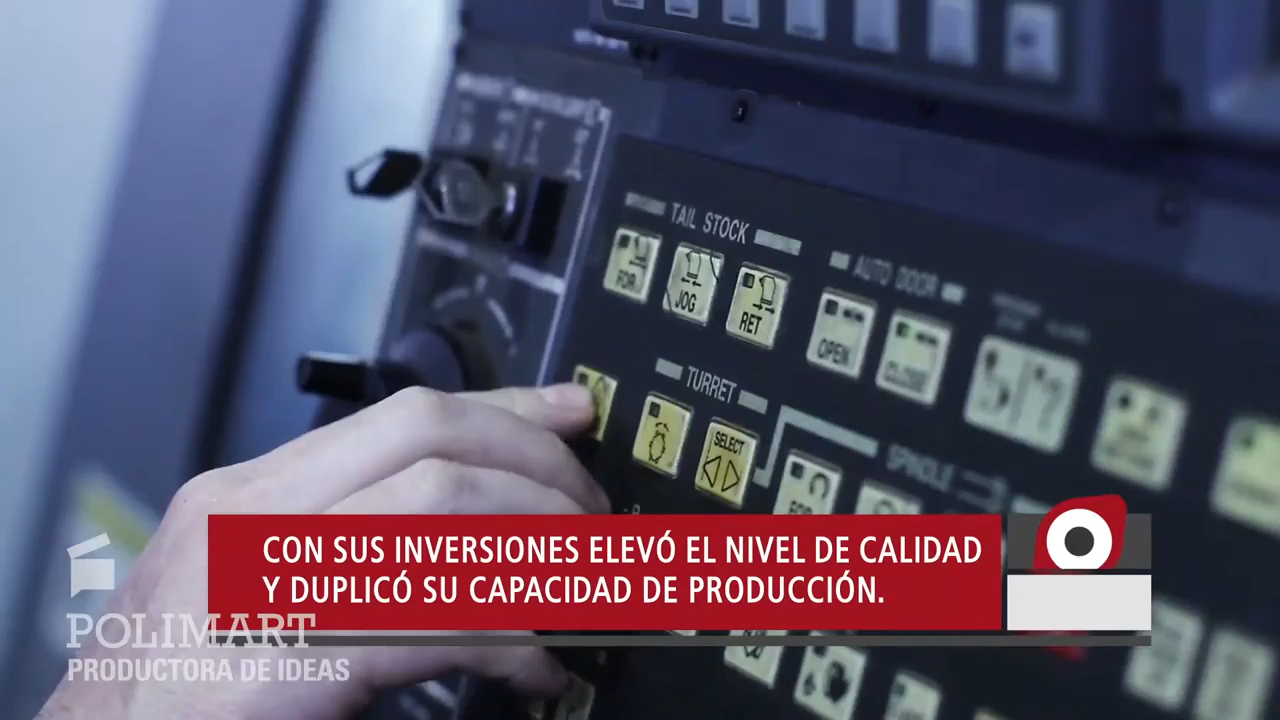 TAIL STOCK
AUTO DOOR
FOR
JOG
RET
OPEN
CLOSE
TURRET
SELECT
SPINDLE
FOR
CON SUS INVERSIONES ELEVÓ EL NIVEL DE CALIDAD
Y DUPLICÓ SU CAPACIDAD DE PRODUCCIÓN.
POLIMART
PRODUCTORA DE IDEAS